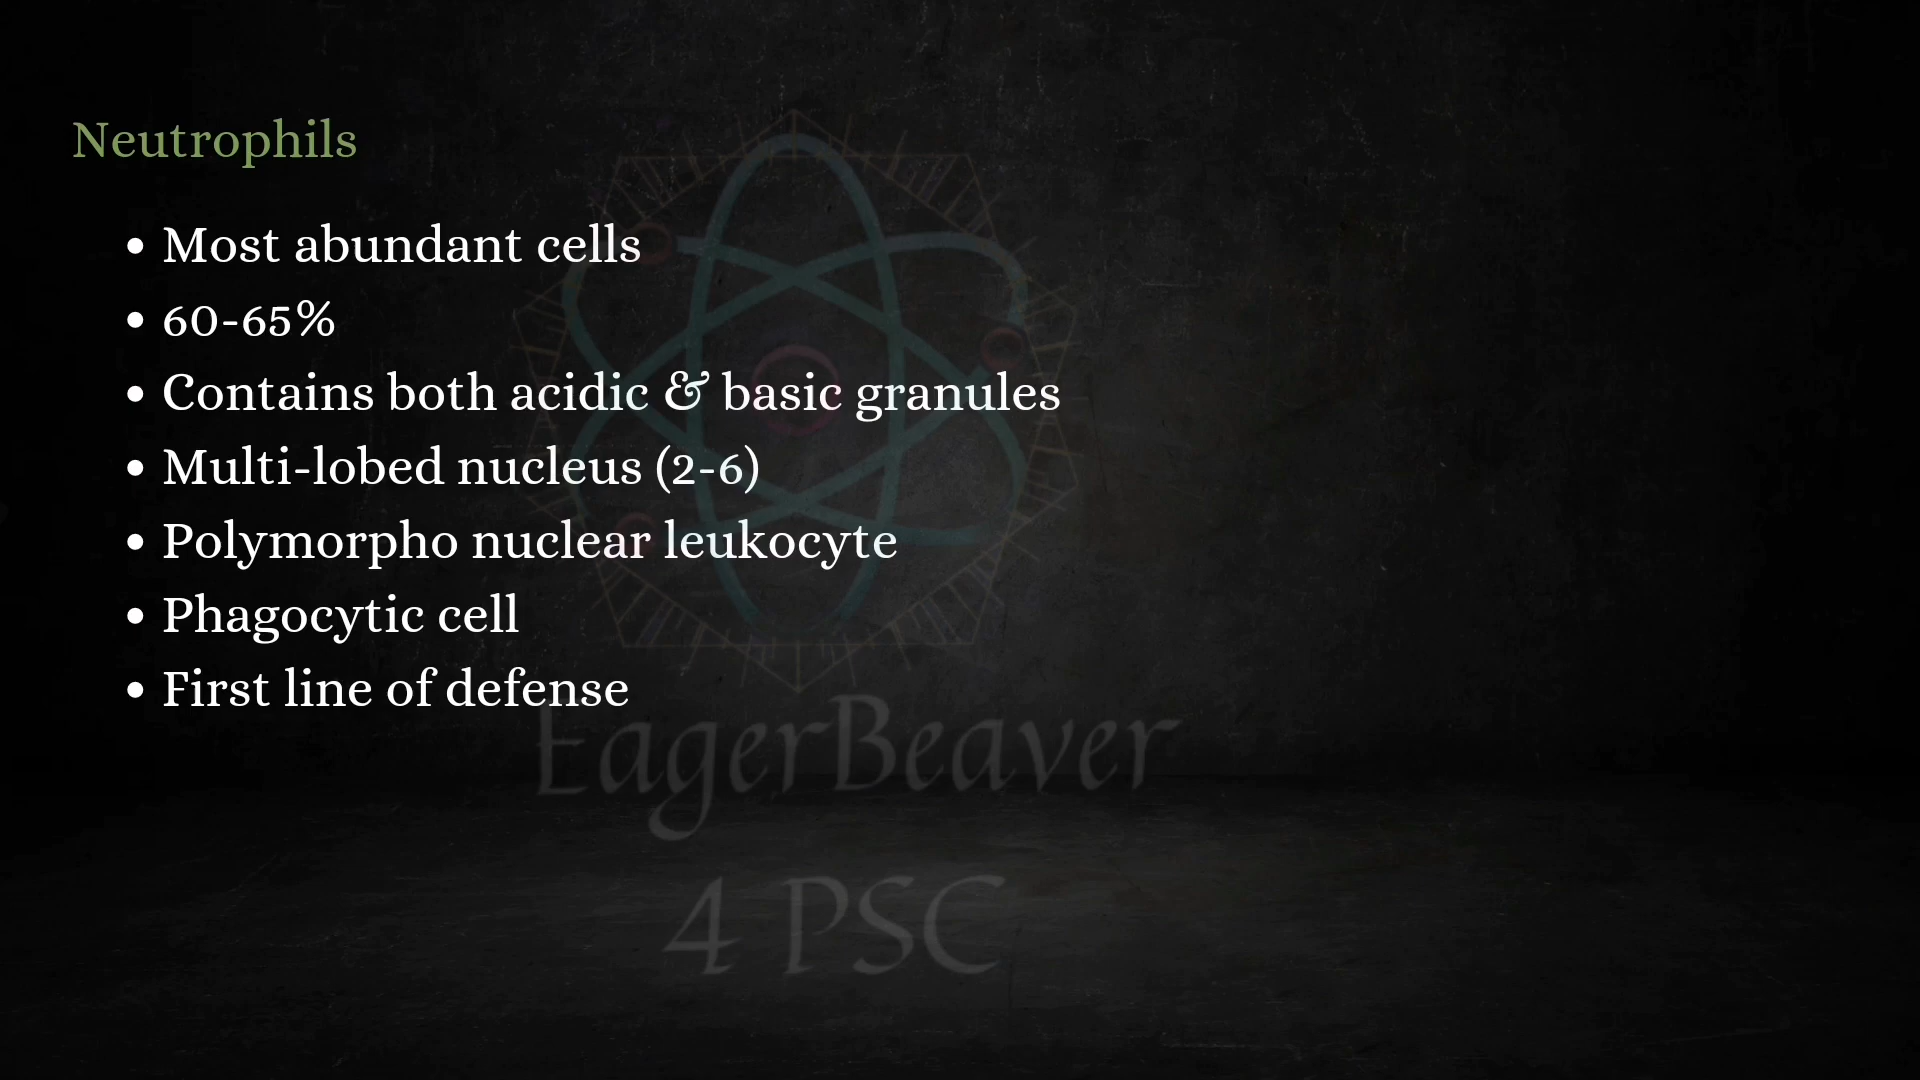 Neutrophils
• Most abundant cells
• 60-65%
• Contains both acidic & basic granules
• Multi-lobed nucleus (2-6)
• Polymorpho nuclear leukocyte
• Phagocytic cell
• First line of defense
EagerBeaver
4 PSC